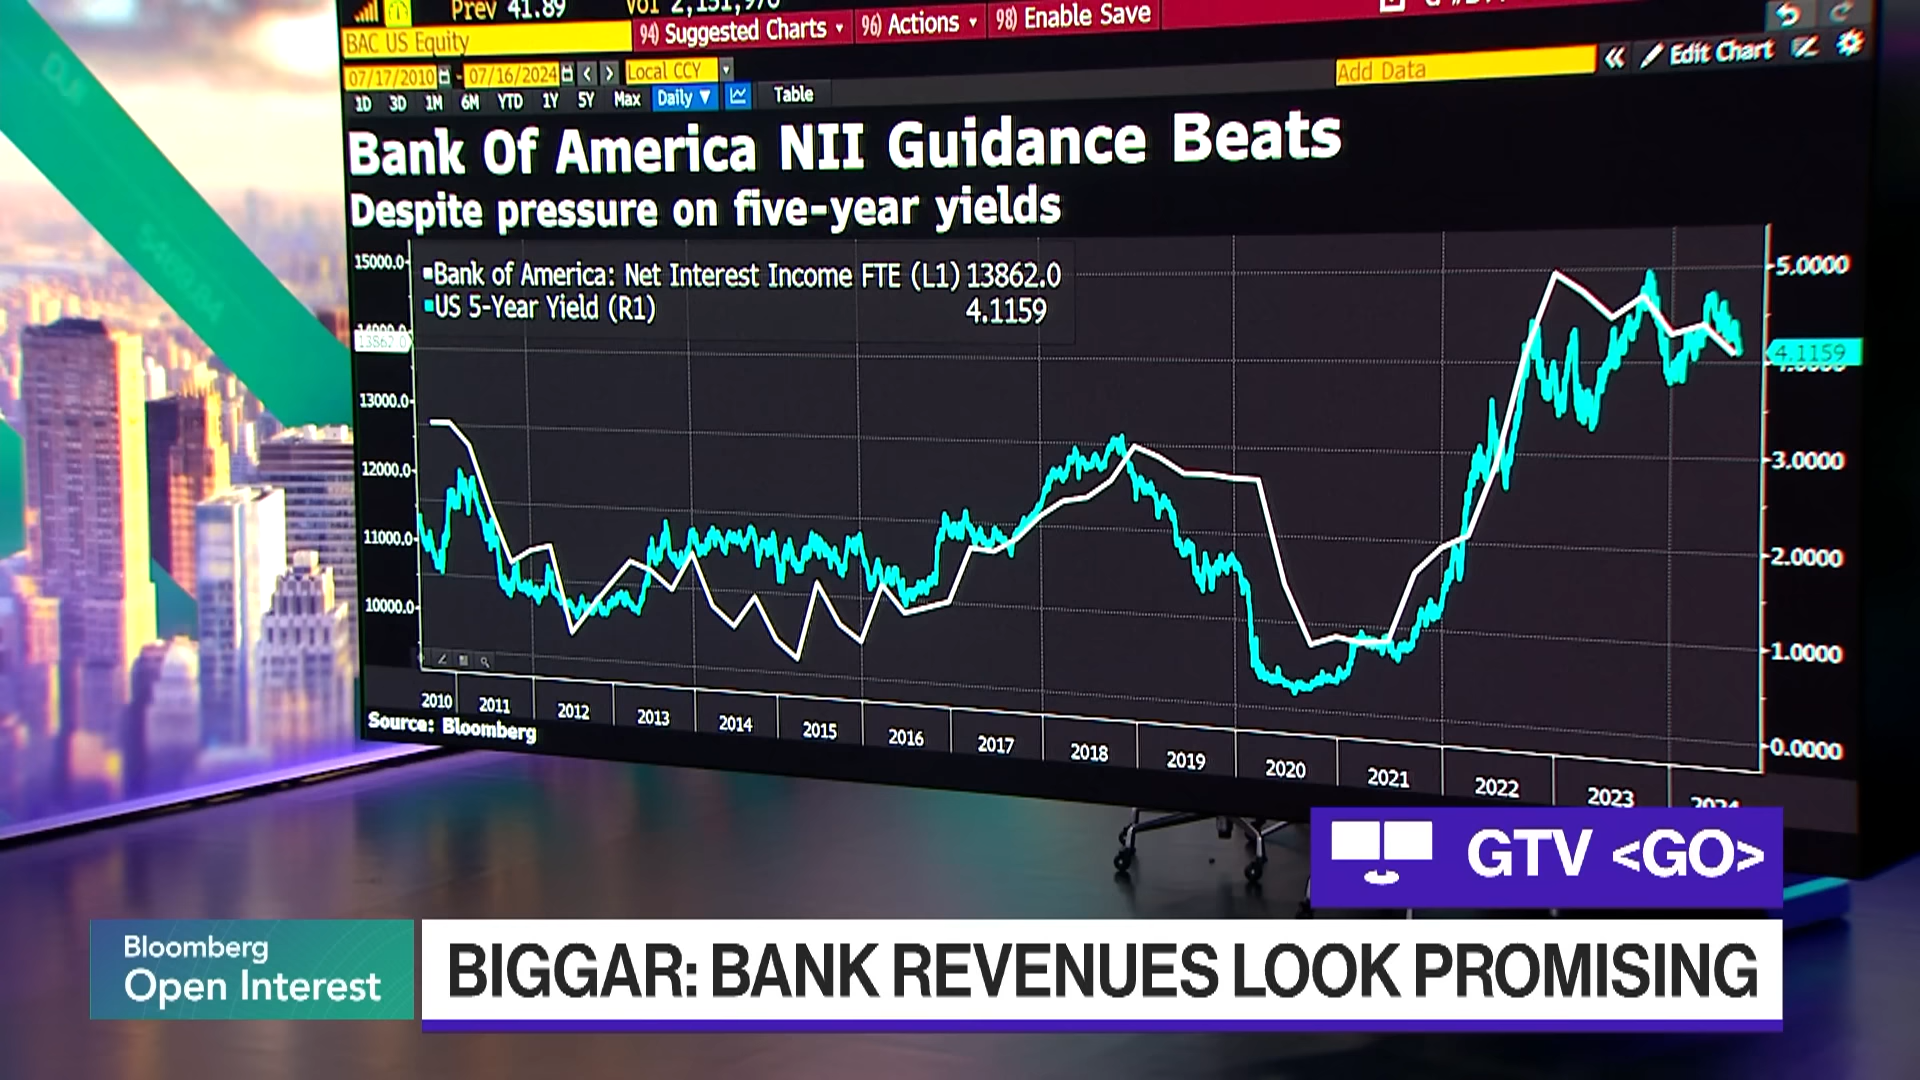 Prev 41.89
BAC US Equity
94) Suggested Charts
96) Actions
98) Enable Save
07/17/2010 - 07/16/2024
Local CCY
Add Data
« Edit Chart
1D 3D 1M 6M YTD 1Y 5Y Max Daily ▼ Table
Bank Of America NII Guidance Beats
Despite pressure on five-year yields
Bank of America: Net Interest Income FTE (L1) 13862.0
US 5-Year Yield (R1) 4.1159
15000.0
13862.0
13000.0
12000.0
11000.0
10000.0
5.0000
4.1159
3.0000
2.0000
1.0000
0.0000
2010 2011 2012 2013 2014 2015 2016 2017 2018 2019 2020 2021 2022 2023 2024
Source: Bloomberg
GTV <GO>
Bloomberg
Open Interest
BIGGAR: BANK REVENUES LOOK PROMISING